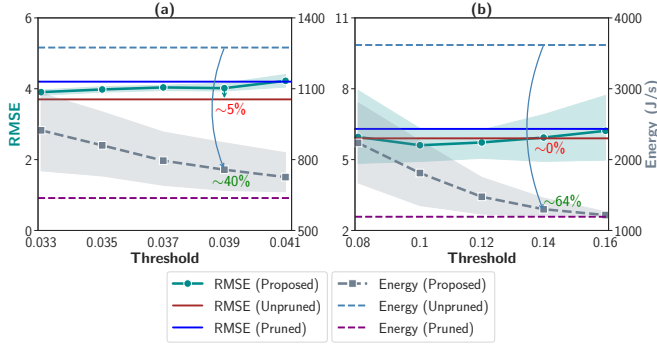 (a)
(b)
RMSE
6
4
2
0
1400
1100
800
500
0.033
0.035
0.037
0.039
0.041
Threshold
~5%
~40%
11
8
5
2
4000
3000
2000
1000
0.08
0.1
0.12
0.14
0.16
Threshold
~0%
~64%
Energy (J/s)
RMSE (Proposed)
RMSE (Unpruned)
RMSE (Pruned)
Energy (Proposed)
Energy (Unpruned)
Energy (Pruned)